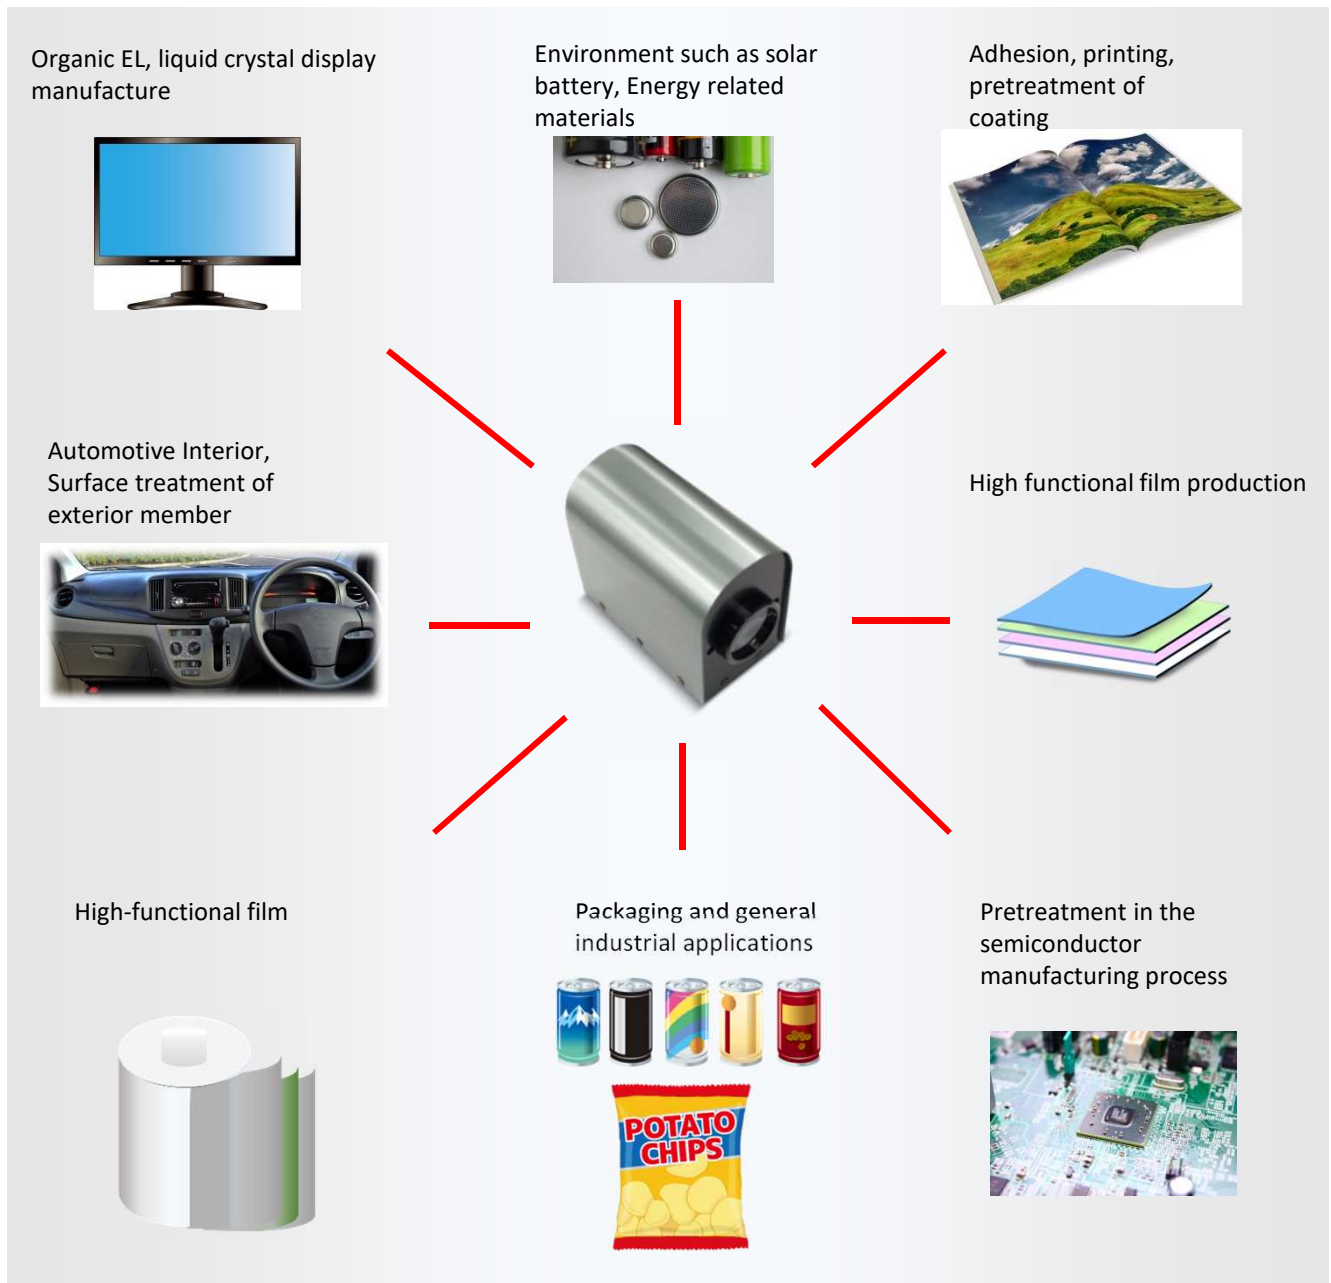 Organic EL, liquid crystal display
manufacture
Environment such as solar
battery, Energy related
materials
Adhesion, printing,
pretreatment of
coating
Automotive Interior,
Surface treatment of
exterior member
High functional film production
High-functional film
Packaging and general
industrial applications
POTATO
CHIPS
Pretreatment in the
semiconductor
manufacturing process